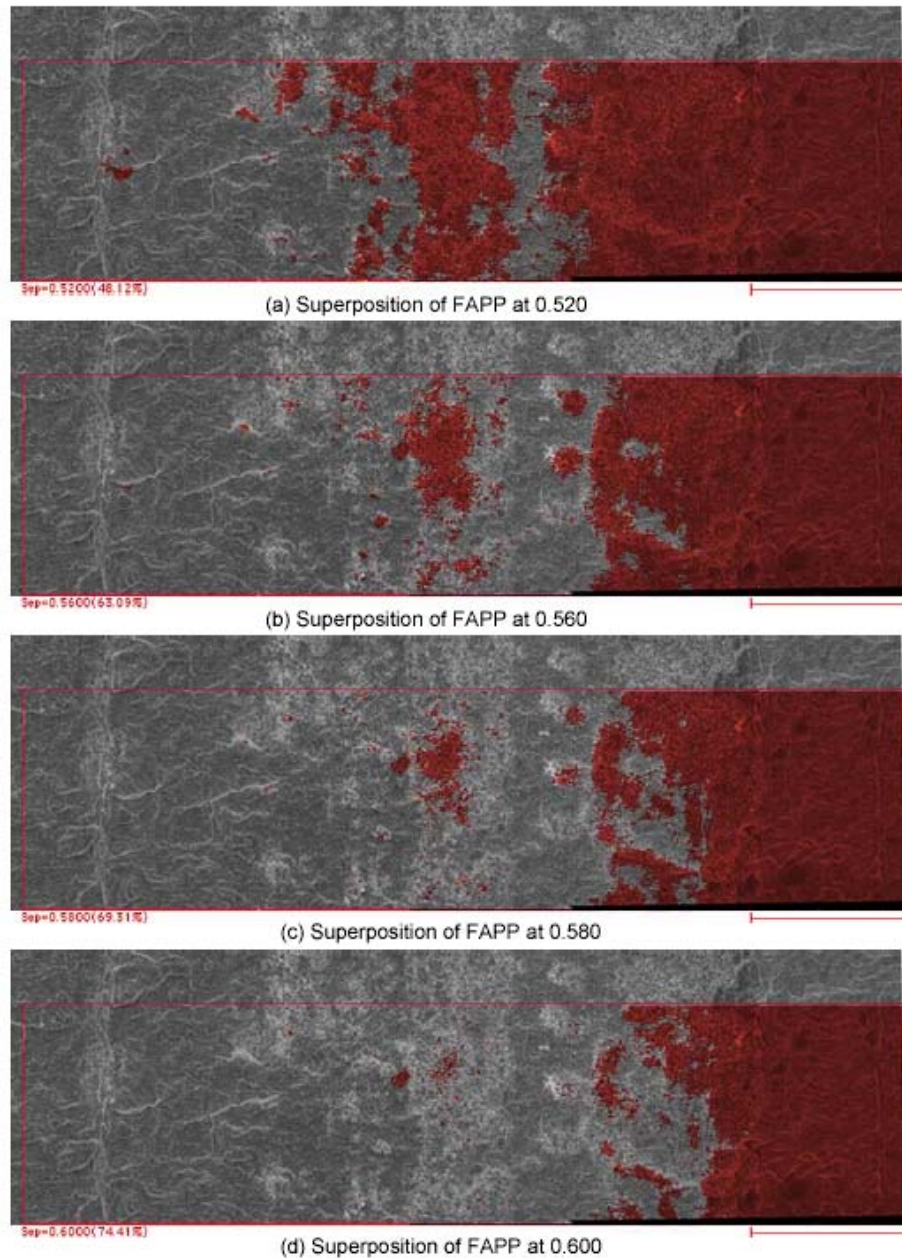 Sep=0.5200(48.12%)
(a) Superposition of FAPP at 0.520
Sep=0.5600(63.09%)
(b) Superposition of FAPP at 0.560
Sep=0.5800(69.31%)
(c) Superposition of FAPP at 0.580
Sep=0.6000(74.41%)
(d) Superposition of FAPP at 0.600